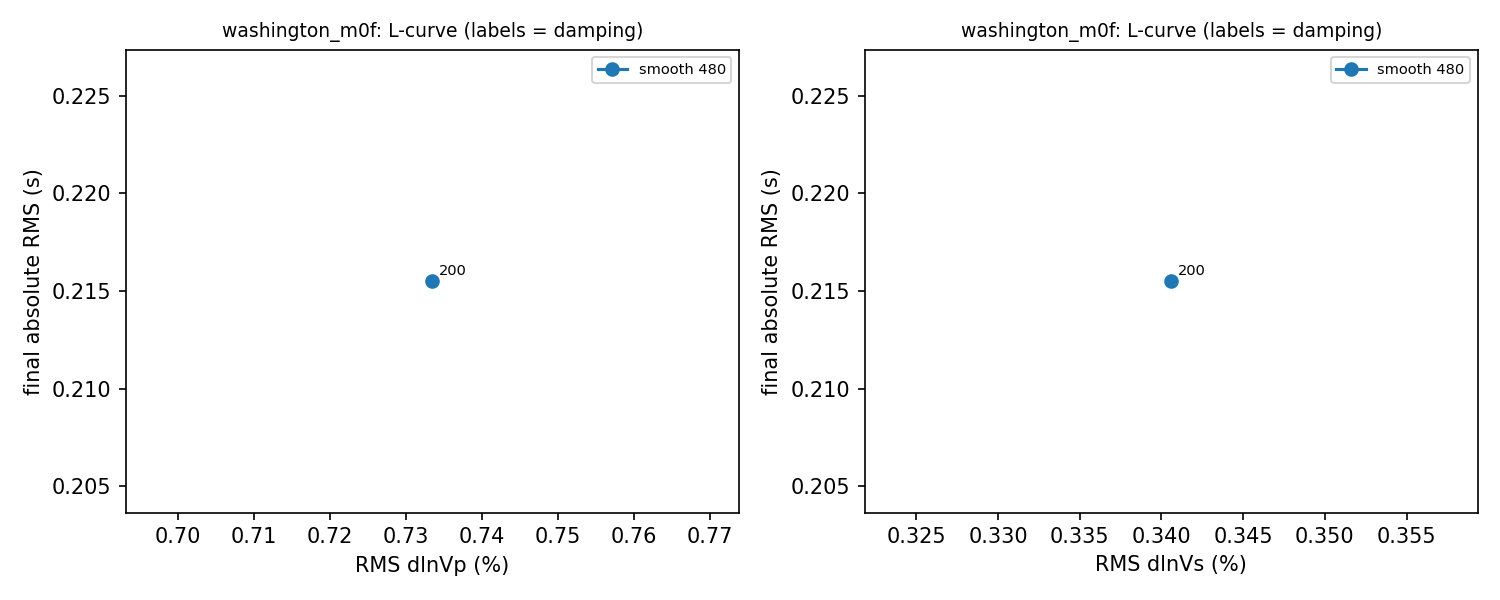 washington_m0f: L-curve (labels = damping)
final absolute RMS (s)
0.225
0.220
0.215
0.210
0.205
smooth 480
200
0.70 0.71 0.72 0.73 0.74 0.75 0.76 0.77
RMS dlnVp (%)
washington_m0f: L-curve (labels = damping)
final absolute RMS (s)
0.225
0.220
0.215
0.210
0.205
smooth 480
200
0.325 0.330 0.335 0.340 0.345 0.350 0.355
RMS dlnVs (%)